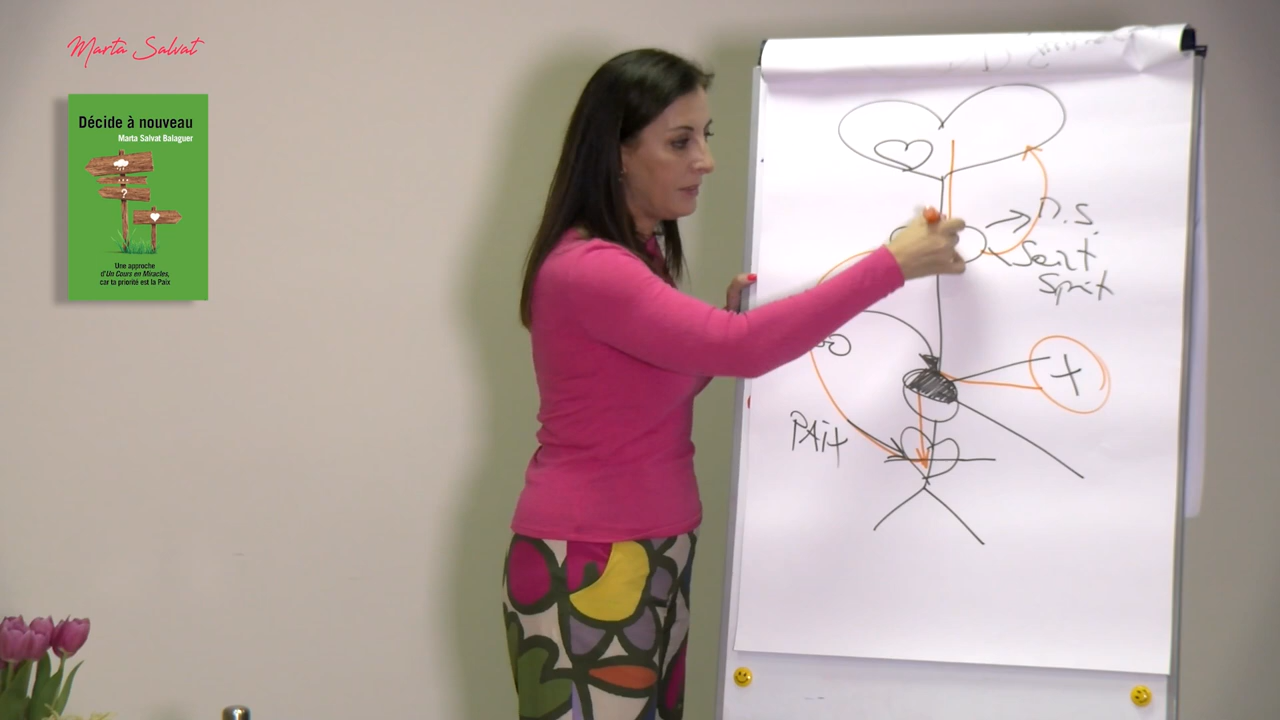 Marta Salvat
Décide à nouveau
Marta Salvat Balaguer
?
Une approche
d'Un Cours en Miracles,
car ta priorité est la Paix
Saint
Sprit
+
PAiX